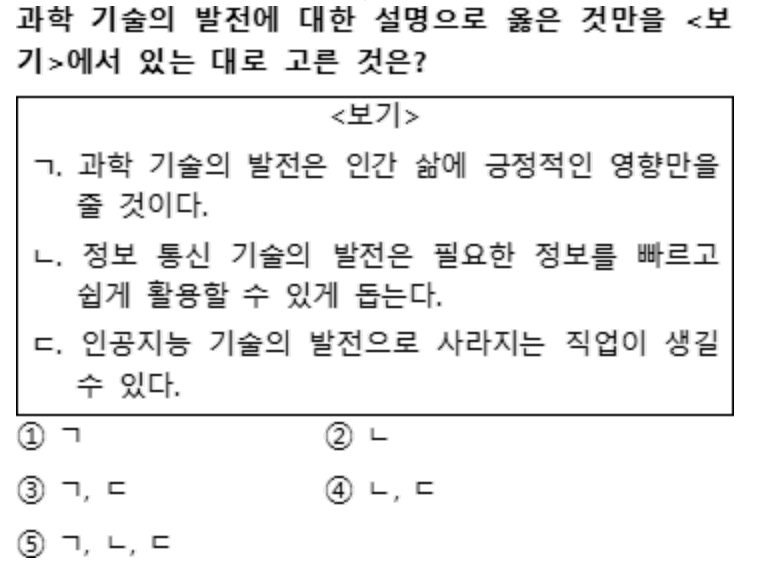 과학 기술의 발전에 대한 설명으로 옳은 것만을 <보
기>에서 있는 대로 고른 것은?
<보기>
ㄱ. 과학 기술의 발전은 인간 삶에 긍정적인 영향만을
줄 것이다.
ㄴ. 정보 통신 기술의 발전은 필요한 정보를 빠르고
쉽게 활용할 수 있게 돕는다.
ㄷ. 인공지능 기술의 발전으로 사라지는 직업이 생길
수 있다.
① ㄱ ② ㄴ
③ ㄱ, ㄷ ④ ㄴ, ㄷ
⑤ ㄱ, ㄴ, ㄷ